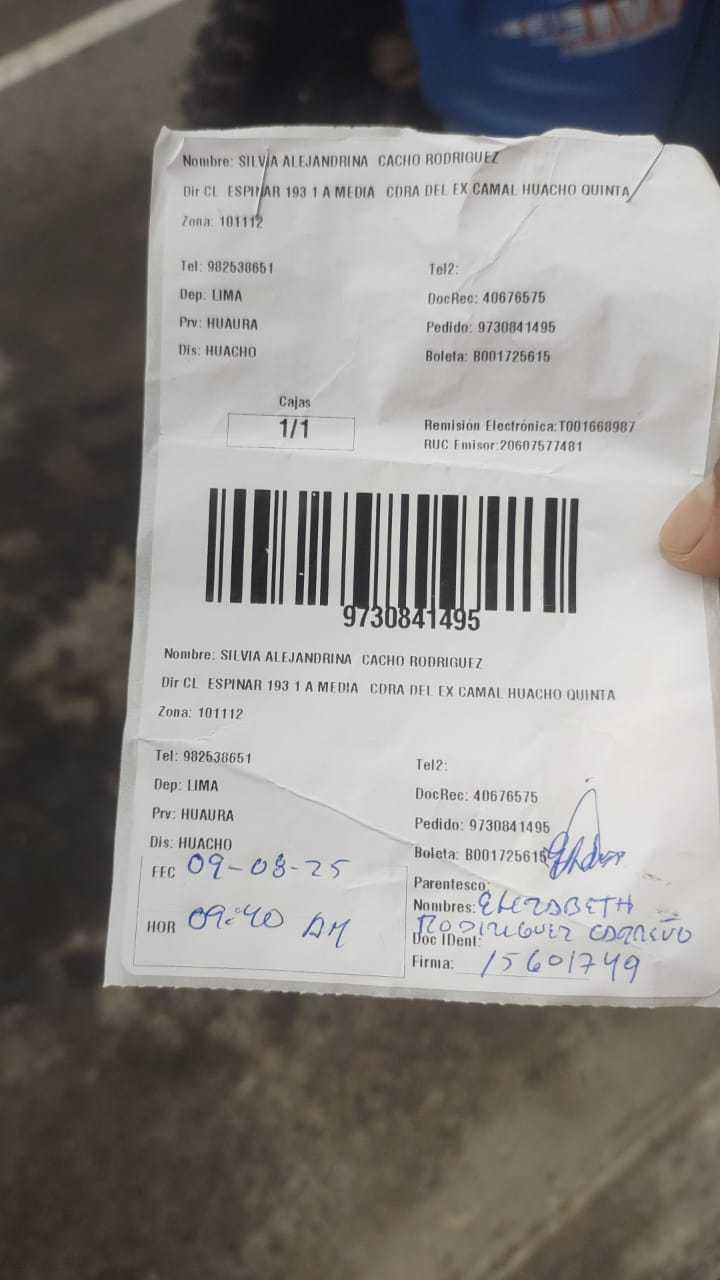 Nombre: SILVIA ALEJANDRINA CACHO RODRIGUEZ
Dir CL ESPINAR 193 1 A MEDIA CDRA DEL EX CAMAL HUACHO QUINTA
Zona: 101112
Tel: 982538651 Tel2:
Dep: LIMA DocRec: 40676575
Prv: HUAURA Pedido: 9730841495
Dis: HUACHO Boleta: B001725615
Cajas
1/1
Remisión Electrónica:T001668987
RUC Emisor:20607577481
9730841495
Nombre: SILVIA ALEJANDRINA CACHO RODRIGUEZ
Dir CL ESPINAR 193 1 A MEDIA CDRA DEL EX CAMAL HUACHO QUINTA
Zona: 101112
Tel: 982538651 Tel2:
Dep: LIMA DocRec: 40676575
Prv: HUAURA Pedido: 9730841495
Dis: HUACHO Boleta: B001725615
FEC 09-08-25 Parentesco:
Nombres: ELIZABETH
HOR 09:40 AM RODRIGUEZ CARREÑO
Doc IDent:
Firma: 15601749